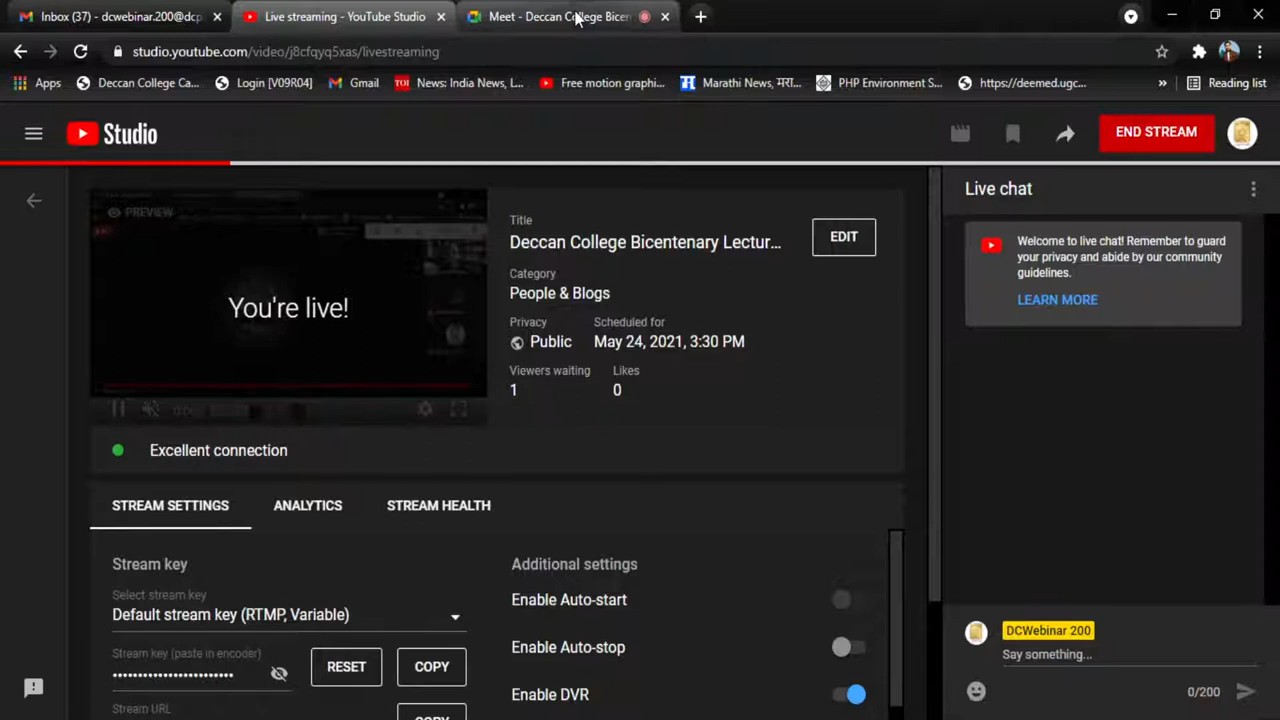 Inbox (37) - dcwebinar.200@dcp
Live streaming - YouTube Studio
Meet - Deccan College Bicen
studio.youtube.com/video/j8cfqyq5xas/livestreaming
Apps
Deccan College Ca...
Login [V09R04]
Gmail
TOI
News: India News, L...
Free motion graphi...
Marathi News, मरा...
PHP Environment S...
https://deemed.ugc...
»
Reading list
Studio
END STREAM
PREVIEW
You're live!
Title
Deccan College Bicentenary Lectur...
EDIT
Category
People & Blogs
Privacy
Scheduled for
Public
May 24, 2021, 3:30 PM
Viewers waiting
Likes
1
0
Excellent connection
STREAM SETTINGS
ANALYTICS
STREAM HEALTH
Stream key
Select stream key
Default stream key (RTMP, Variable)
Stream key (paste in encoder)
••••••••••••••••••••••••
RESET
COPY
Stream URL
COPY
Additional settings
Enable Auto-start
Enable Auto-stop
Enable DVR
Live chat
Welcome to live chat! Remember to guard
your privacy and abide by our community
guidelines.
LEARN MORE
DCWebinar 200
Say something...
0/200